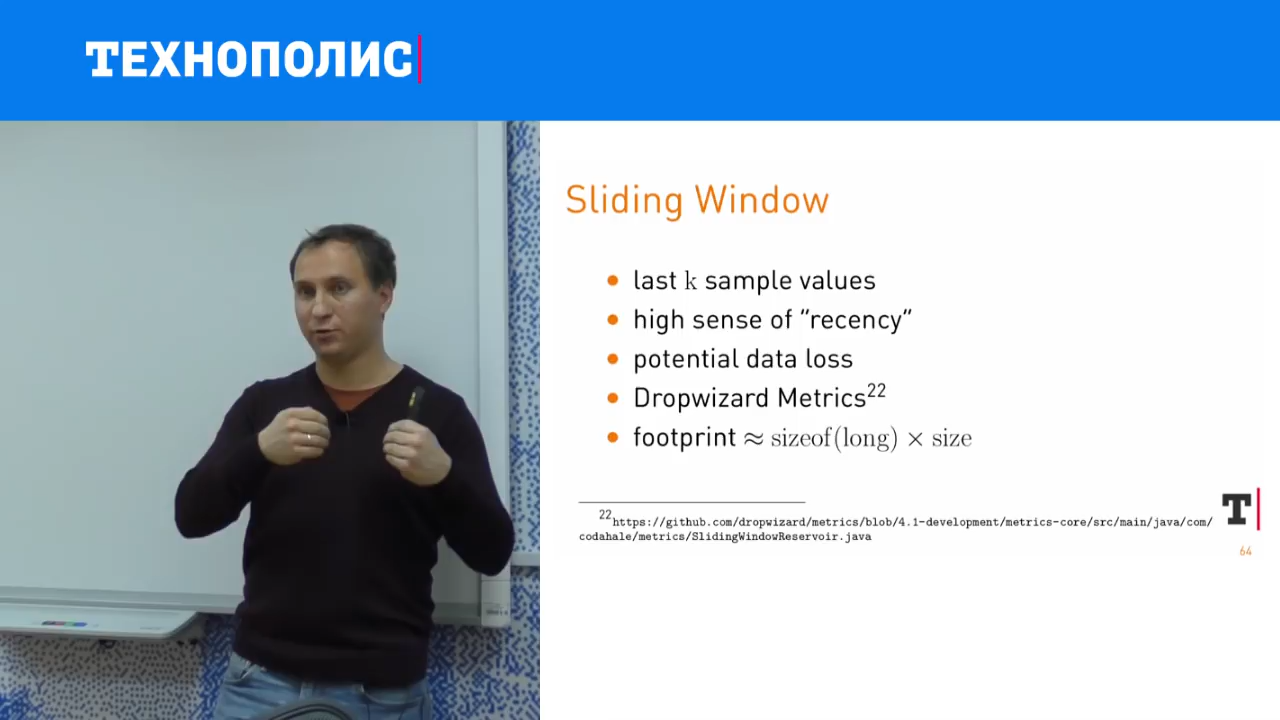 ТЕХНОПОЛИС
Sliding Window
• last k sample values
• high sense of "recency"
• potential data loss
• Dropwizard Metrics22
• footprint ≈ sizeof(long) × size
22https://github.com/dropwizard/metrics/blob/4.1-development/metrics-core/src/main/java/com/
codahale/metrics/SlidingWindowReservoir.java
T
64